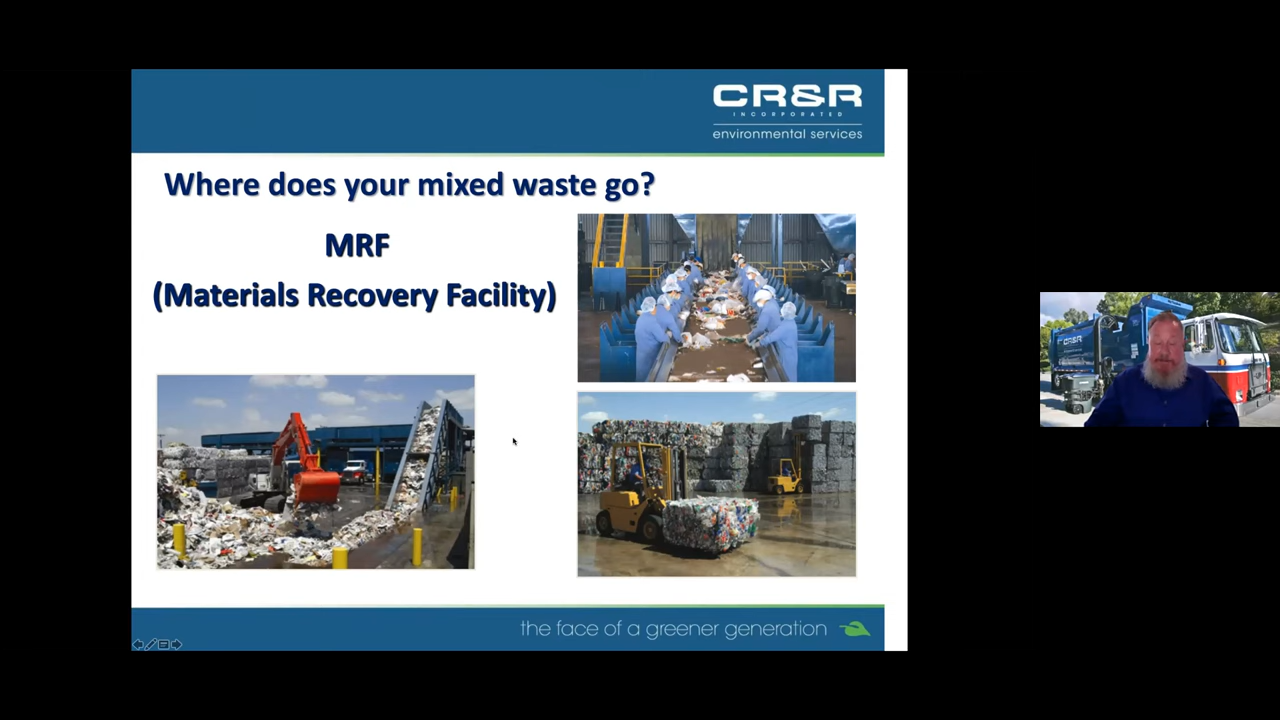 CR&R
INCORPORATED
environmental services
Where does your mixed waste go?
MRF
(Materials Recovery Facility)
CR&R
the face of a greener generation